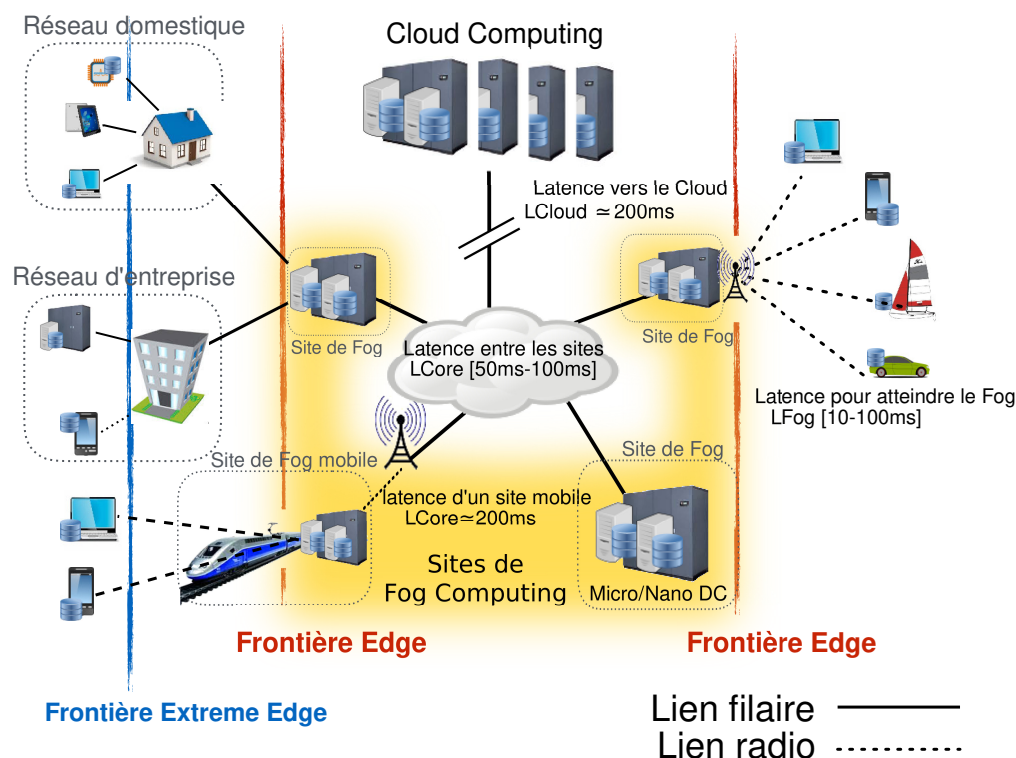 Réseau domestique
Cloud Computing
Latence vers le Cloud
LCloud ≃200ms
Réseau d'entreprise
Site de Fog
Site de Fog
Latence entre les sites
LCore [50ms-100ms]
Latence pour atteindre le Fog
LFog [10-100ms]
Site de Fog mobile
Site de Fog
latence d'un site mobile
LCore≃200ms
Sites de
Fog Computing
Micro/Nano DC
Frontière Edge
Frontière Edge
Frontière Extreme Edge
Lien filaire
Lien radio